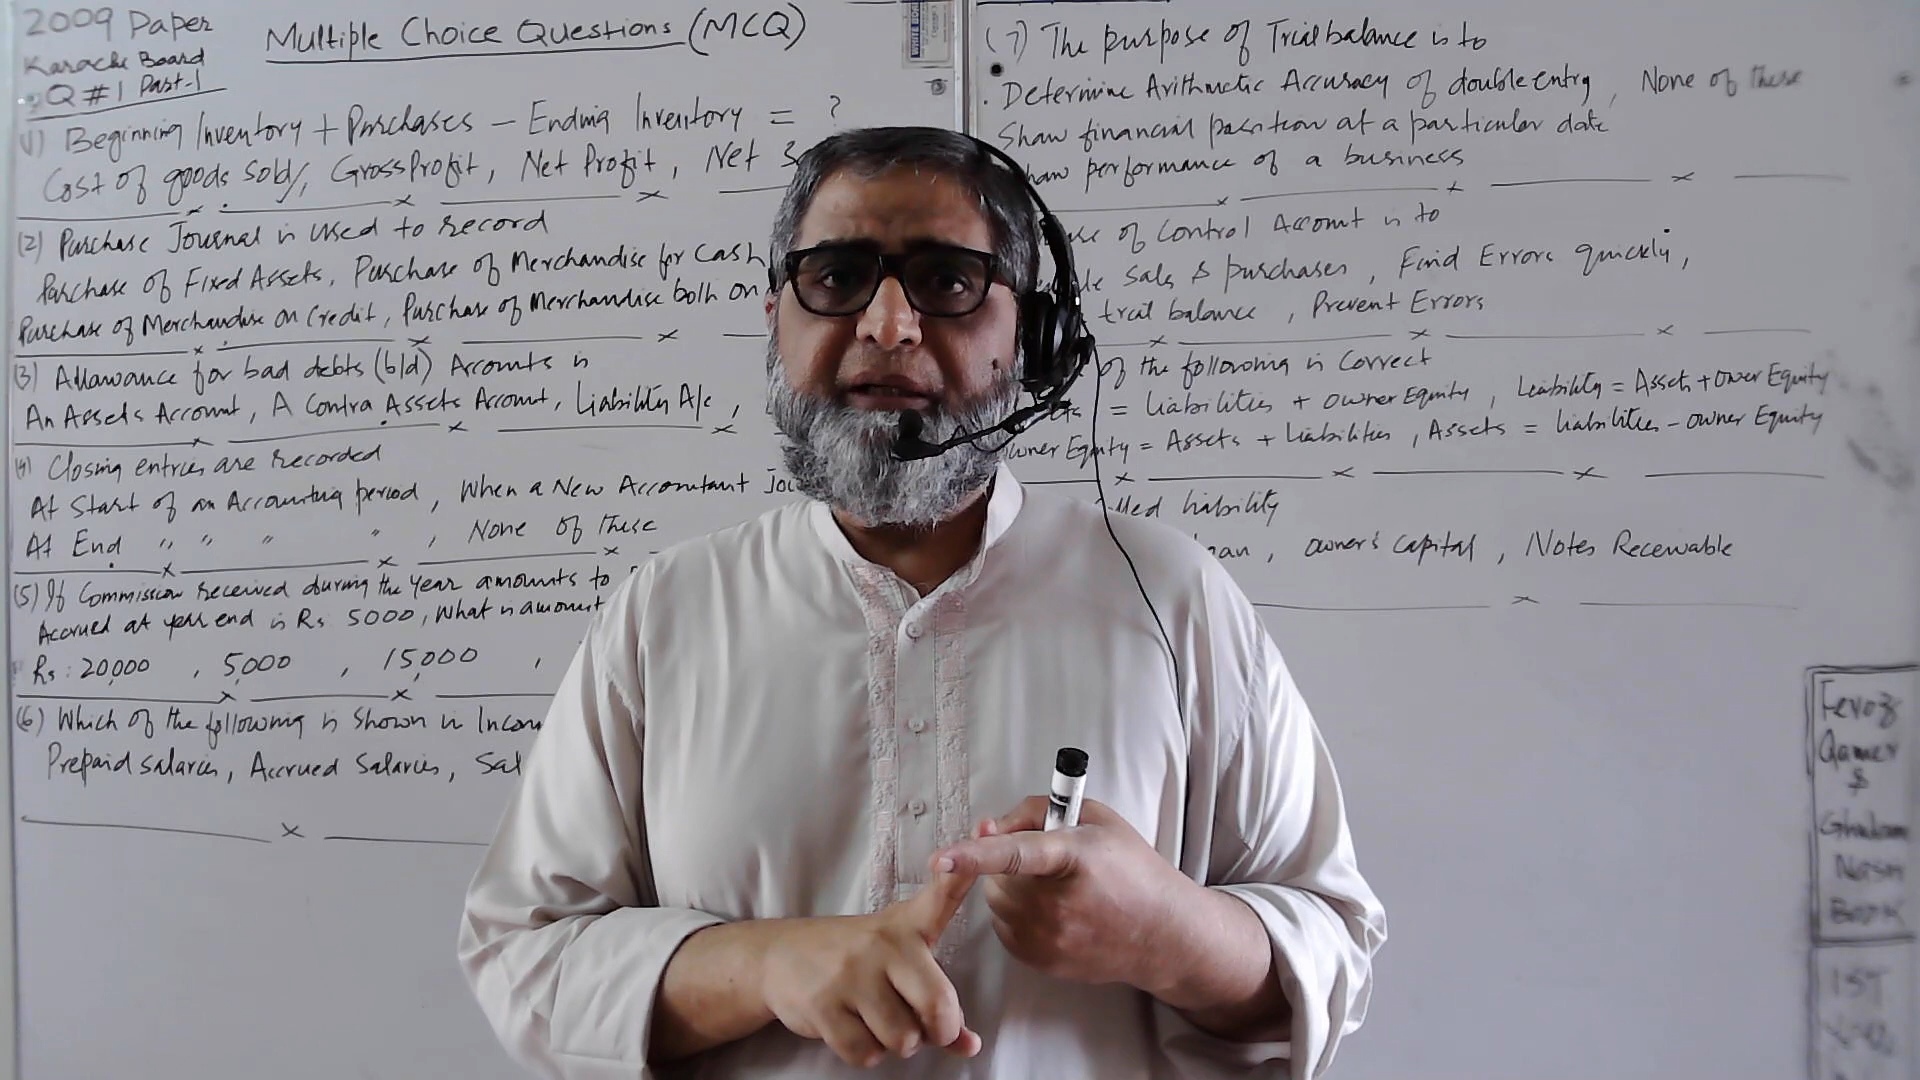 2009 Paper
Karachi Board
Q #1 Part-1
Multiple Choice Questions (MCQ)
(1) Beginning Inventory + Purchases - Ending Inventory = ?
Cost of goods sold, Gross Profit, Net Profit, Net
(2) Purchase Journal is used to record
Purchase of Fixed Assets, Purchase of Merchandise for Cash
Purchase of Merchandise on Credit, Purchase of Merchandise both on
(3) Allowance for bad debts (b/d) Accounts is
An Assets Account, A Contra Assets Account, Liability A/c,
(4) Closing entries are recorded
At Start of an Accounting period, When a New Accountant
At End " " " ", None of these
(5) If Commission received during the year amounts to
Accrued at year end is Rs 5000, What is amount
Rs: 20,000, 5,000, 15,000,
(6) Which of the following is Shown in
Prepaid salaries, Accrued Salaries,
(7) The purpose of Trial balance is to
Determine Arithmetic Accuracy of double entry, None of these
Show financial position at a particular date
performance of a business
of Control Account is to
sales & purchases, Find Errors quickly,
trial balance, Prevent Errors
of the following is Correct
= liabilities + owner Equity, Liability = Assets + owner Equity
owner Equity = Assets + Liabilities, Assets = liabilities - owner Equity
liability
owner's capital, Notes Receivable
Feroz
Qamer
&
Ghulam
Nasir
Book
1st